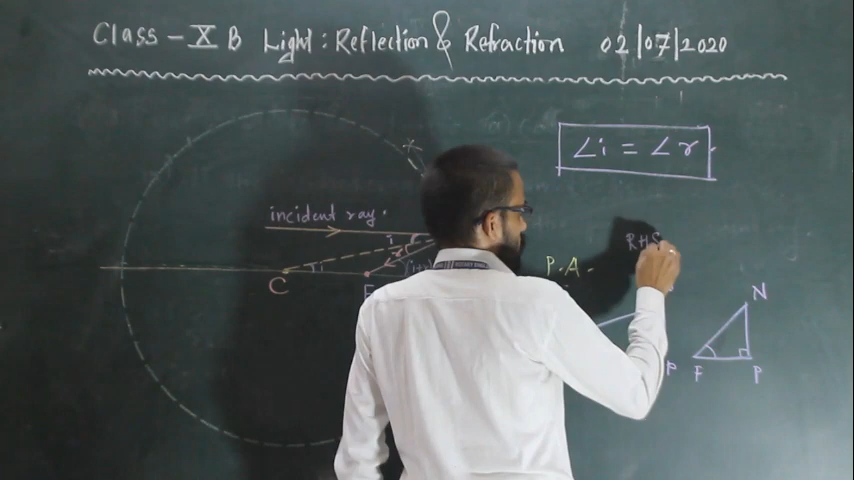 Class - X B Light : Reflection & Refraction 02/07/2020
∠i = ∠r
incident ray.
RHS
i
r
i
P.A.
C
F
N
P F P